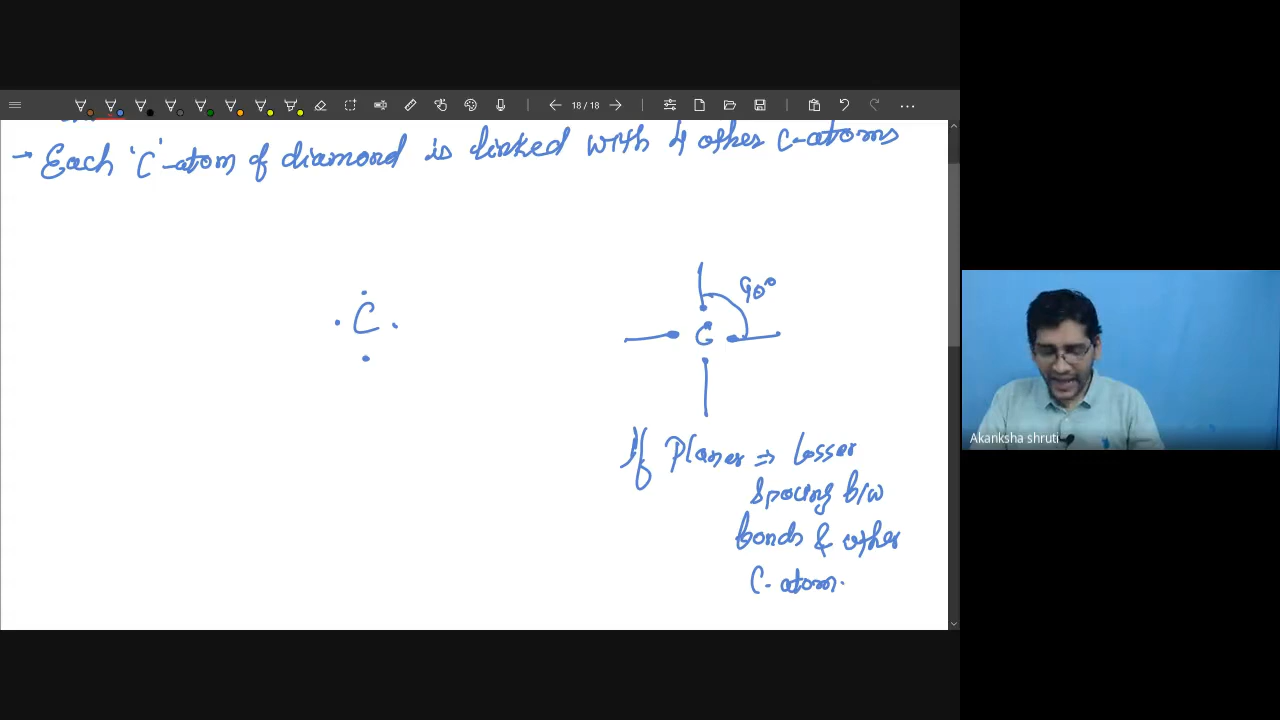 18 / 18
→ Each 'C'-atom of diamond is linked with 4 other C-atoms
C
90°
C
If Planer ⇒ Lesser
spacing b/w
bonds & other
C-atom.
Akanksha shruti